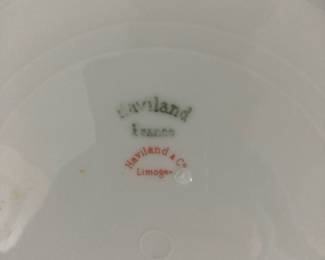 Haviland
France
Haviland & Co
Limoges